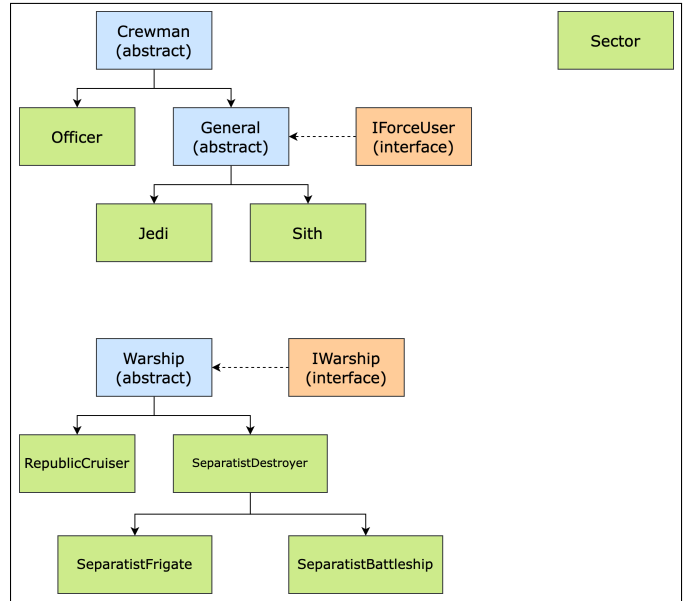 Crewman
(abstract)
Sector
Officer
General
(abstract)
IForceUser
(interface)
Jedi
Sith
Warship
(abstract)
IWarship
(interface)
RepublicCruiser
SeparatistDestroyer
SeparatistFrigate
SeparatistBattleship